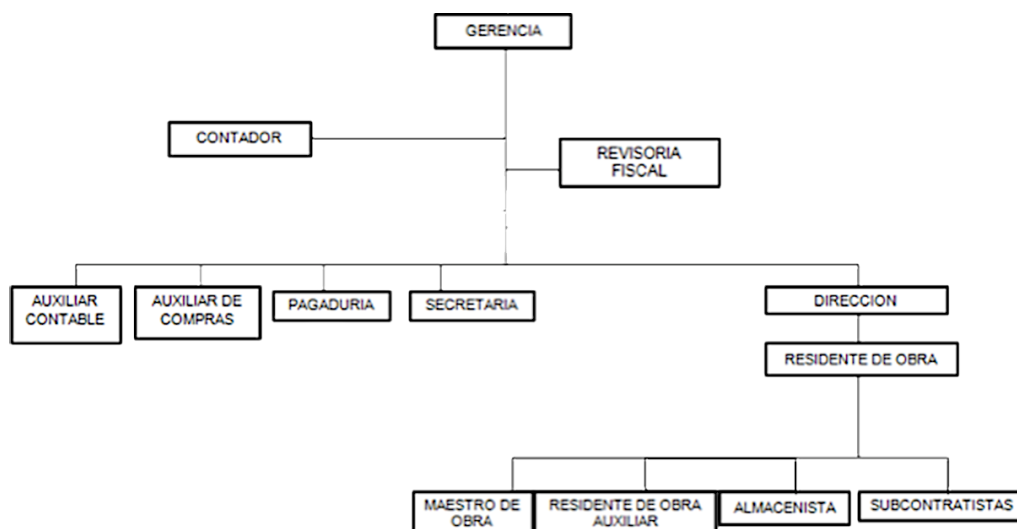 GERENCIA
CONTADOR
REVISORIA
FISCAL
AUXILIAR
CONTABLE
AUXILIAR DE
COMPRAS
PAGADURIA
SECRETARIA
DIRECCION
RESIDENTE DE OBRA
MAESTRO DE
OBRA
RESIDENTE DE OBRA
AUXILIAR
ALMACENISTA
SUBCONTRATISTAS